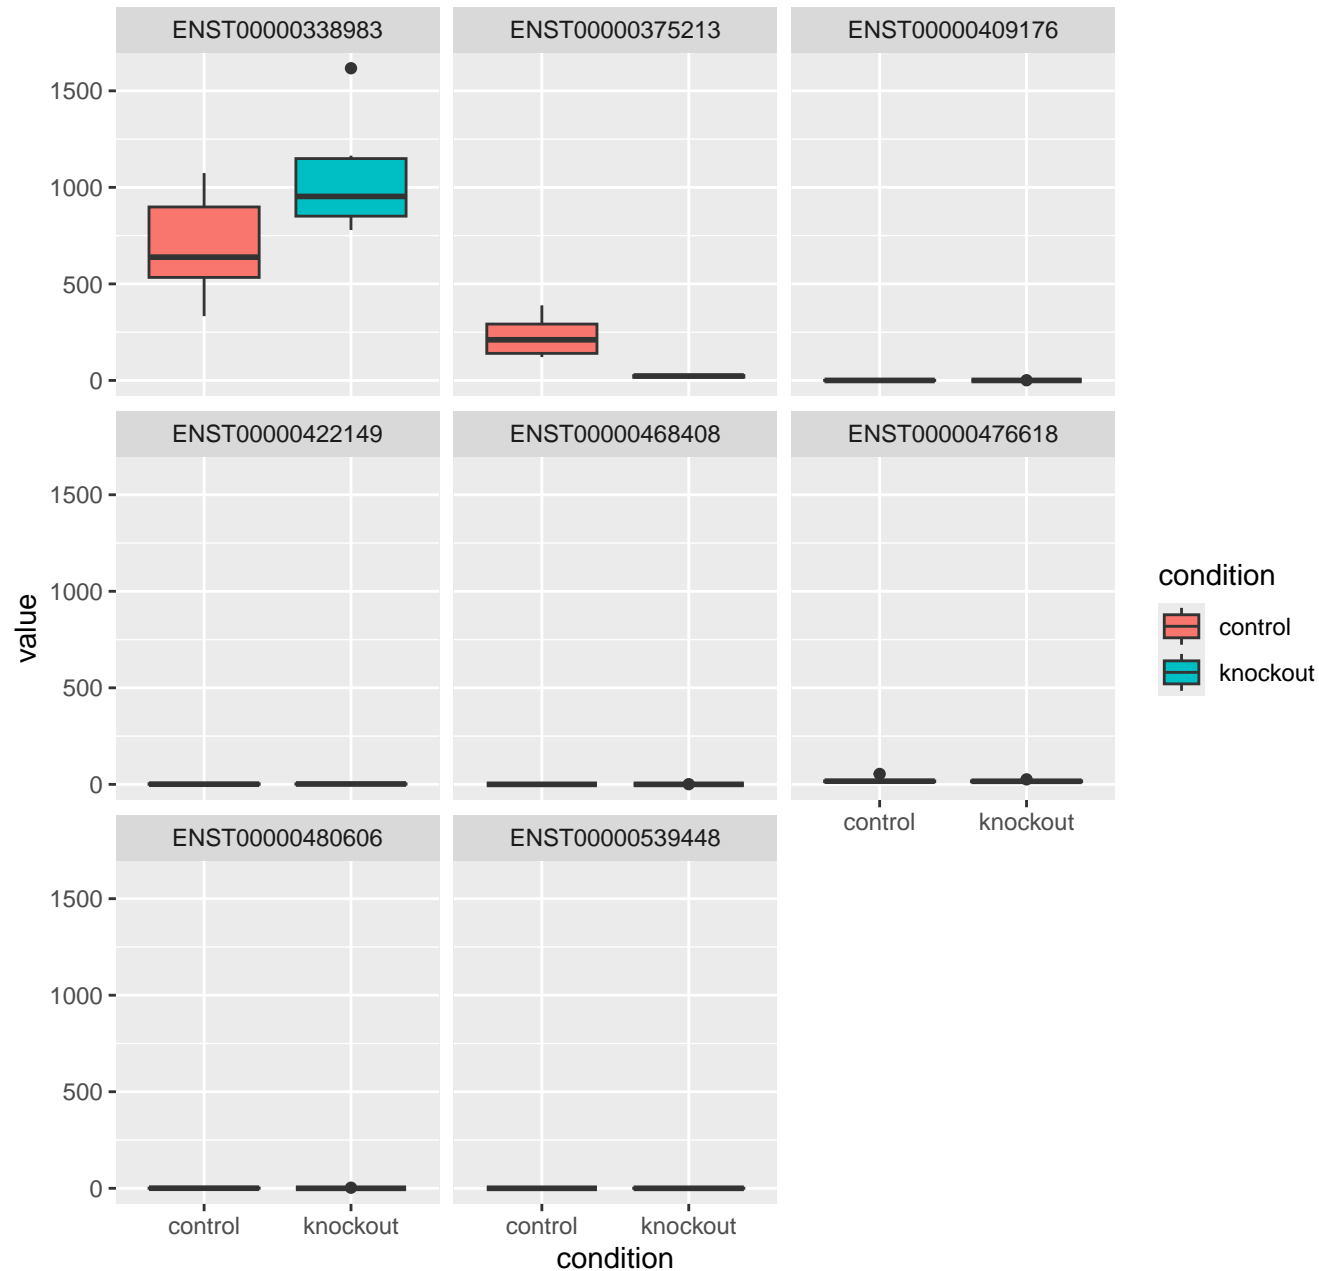 ENST00000338983 ENST00000375213 ENST00000409176
1500
1000
500
0
ENST00000422149 ENST00000468408 ENST00000476618
1500
1000
500
0
control knockout
ENST00000480606 ENST00000539448
1500
1000
500
0
control knockout control knockout
condition
value
condition
control
knockout